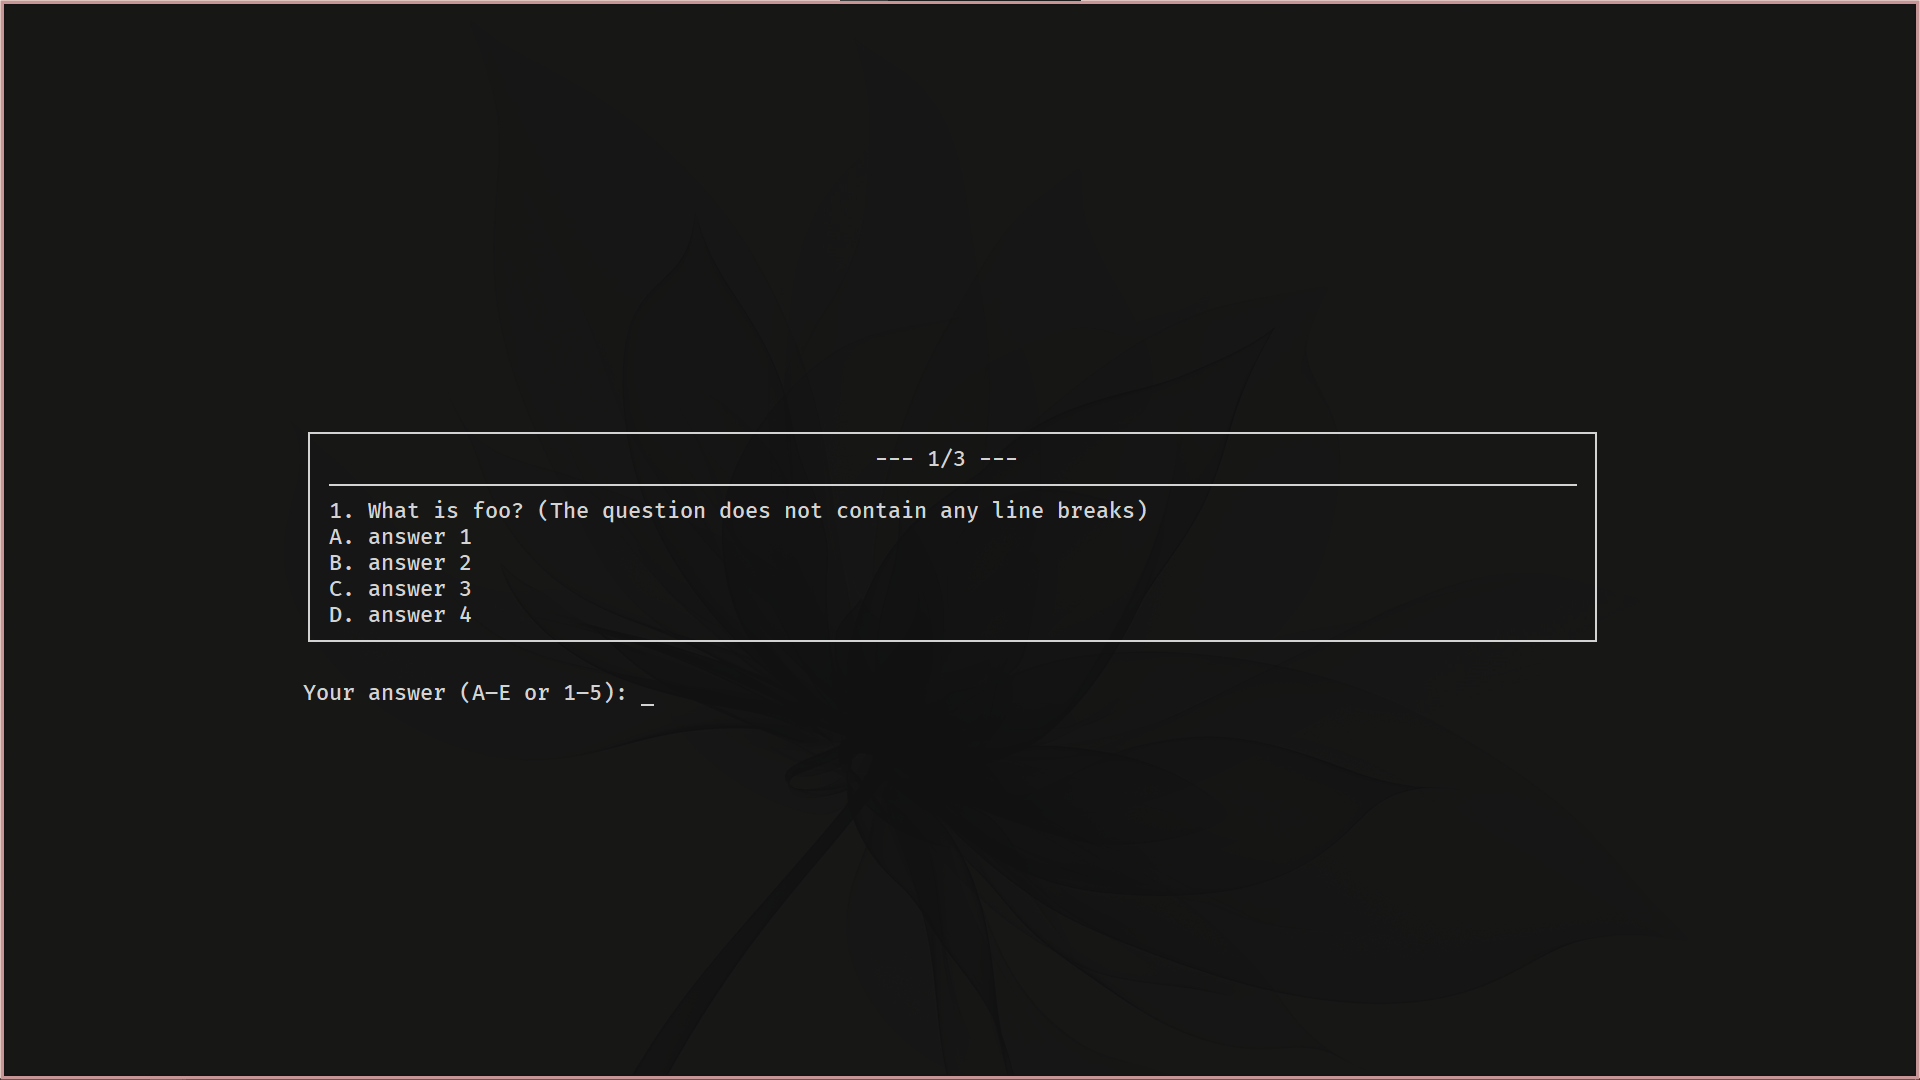 --- 1/3 ---
1. What is foo? (The question does not contain any line breaks)
A. answer 1
B. answer 2
C. answer 3
D. answer 4
Your answer (A–E or 1–5): _